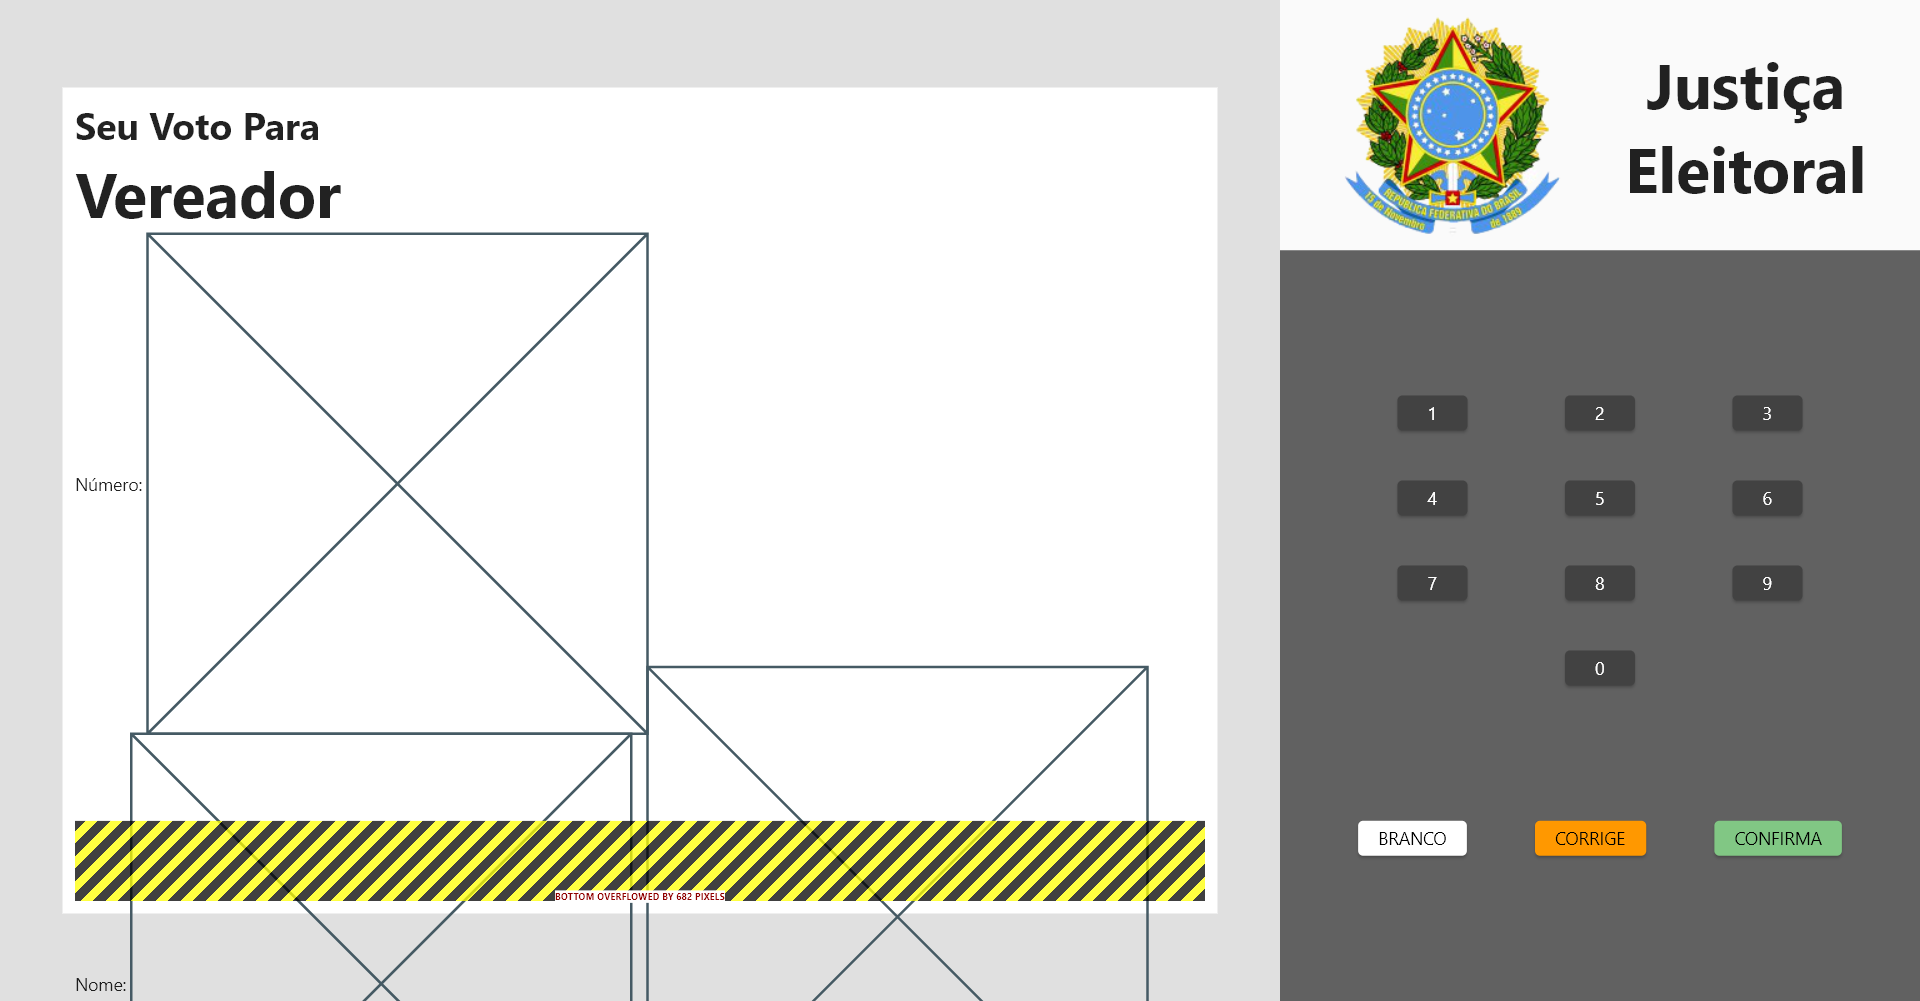 Seu Voto Para
Vereador
Número:
BOTTOM OVERFLOWED BY 682 PIXELS
Nome:
Justiça
Eleitoral
REPÚBLICA FEDERATIVA DO BRASIL
15 de Novembro
de 1889
1
2
3
4
5
6
7
8
9
0
BRANCO
CORRIGE
CONFIRMA